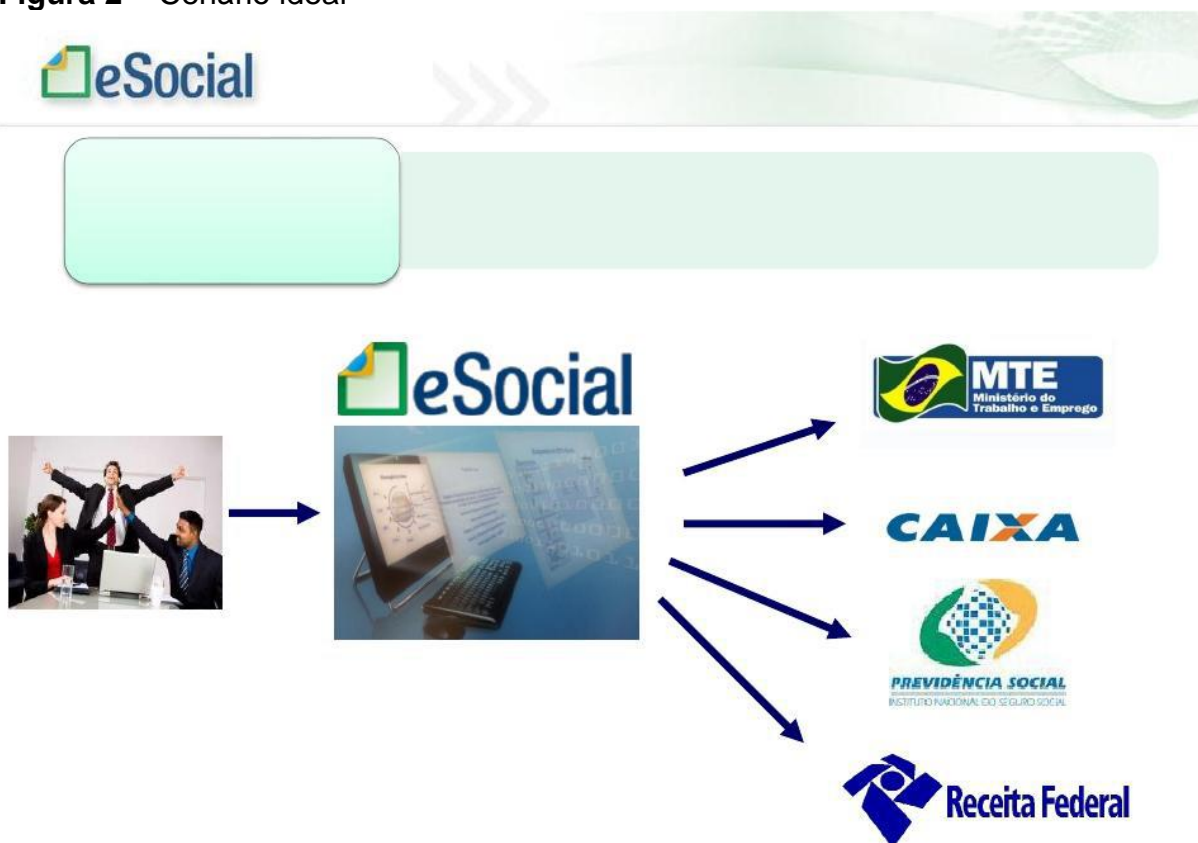 Figura 2 – Cenário ideal
eSocial
eSocial
MTE
Ministério do
Trabalho e Emprego
CAIXA
PREVIDÊNCIA SOCIAL
INSTITUTO NACIONAL DO SEGURO SOCIAL
Receita Federal